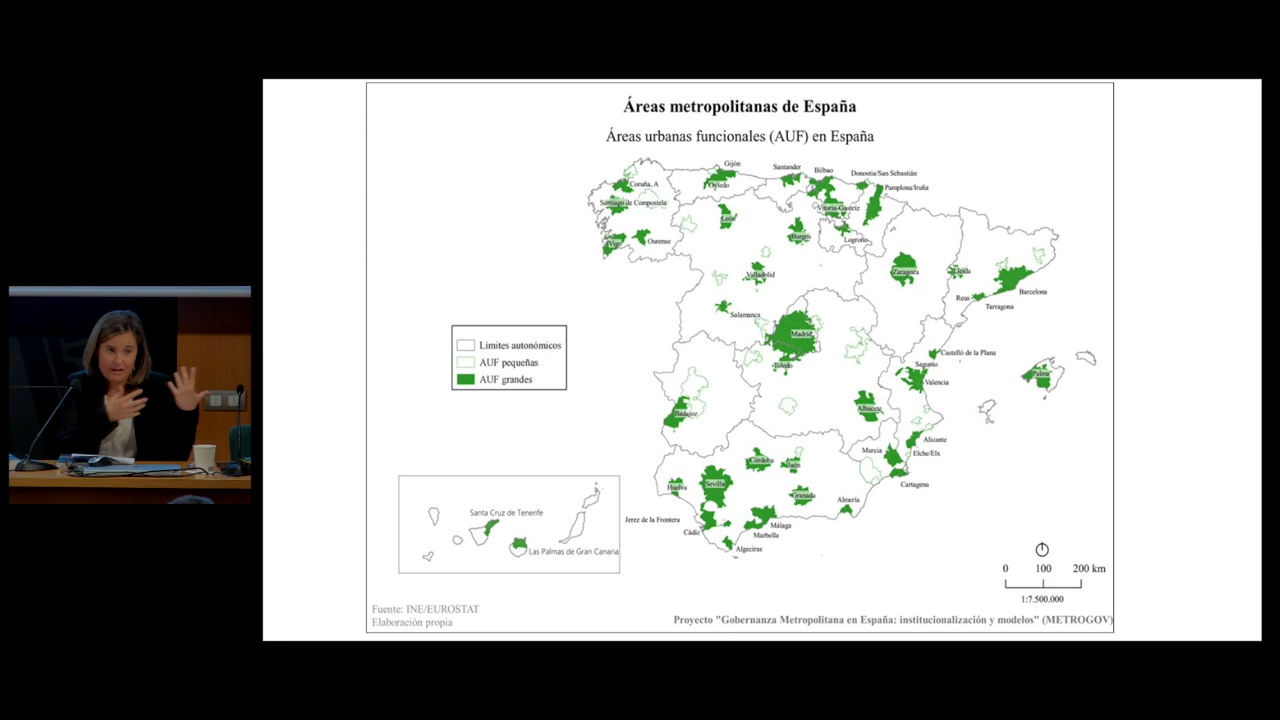 Áreas metropolitanas de España
Áreas urbanas funcionales (AUF) en España
Gijón
Santander
Bilbao
Donostia/San Sebastián
Coruña, A
Oviedo
Pamplona/Iruña
Santiago de Compostela
Vitoria-Gasteiz
León
Burgos
Vigo
Ourense
Logroño
Valladolid
Zaragoza
Lleida
Barcelona
Reus
Tarragona
Salamanca
Madrid
Toledo
Castelló de la Plana
Sagunto
Palma
Valencia
Limites autonómicos
AUF pequeñas
AUF grandes
Badajoz
Albacete
Alicante
Murcia
Elche/Elx
Córdoba
Jaén
Cartagena
Huelva
Sevilla
Granada
Almería
Jerez de la Frontera
Málaga
Cádiz
Marbella
Algeciras
Santa Cruz de Tenerife
Las Palmas de Gran Canaria
0 100 200 km
1:7.500.000
Fuente: INE/EUROSTAT
Elaboración propia
Proyecto "Gobernanza Metropolitana en España: institucionalización y modelos" (METROGOV)